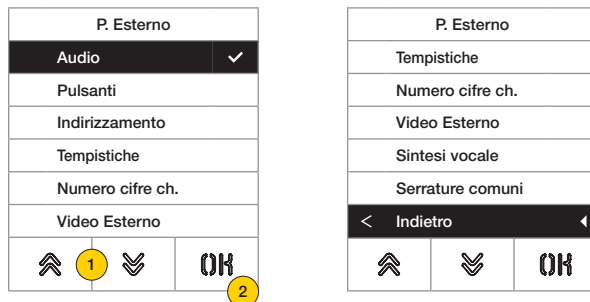 P. Esterno
Audio
Pulsanti
Indirizzamento
Tempistiche
Numero cifre ch.
Video Esterno
1
OK
2
P. Esterno
Tempistiche
Numero cifre ch.
Video Esterno
Sintesi vocale
Serrature comuni
< Indietro
OK